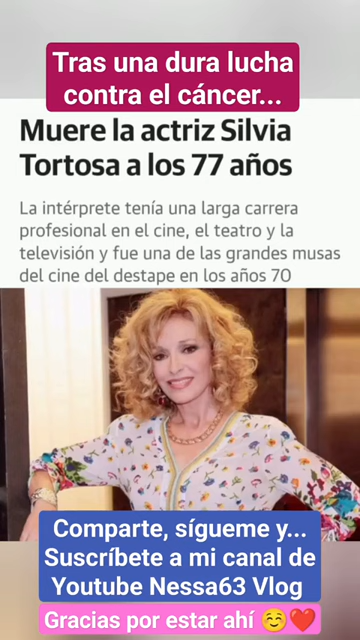 Tras una dura lucha
contra el cáncer...
Muere la actriz Silvia
Tortosa a los 77 años
La intérprete tenía una larga carrera
profesional en el cine, el teatro y la
televisión y fue una de las grandes musas
del cine del destape en los años 70
Comparte, sígueme y...
Suscríbete a mi canal de
Youtube Nessa63 Vlog
Gracias por estar ahí ☺️❤️